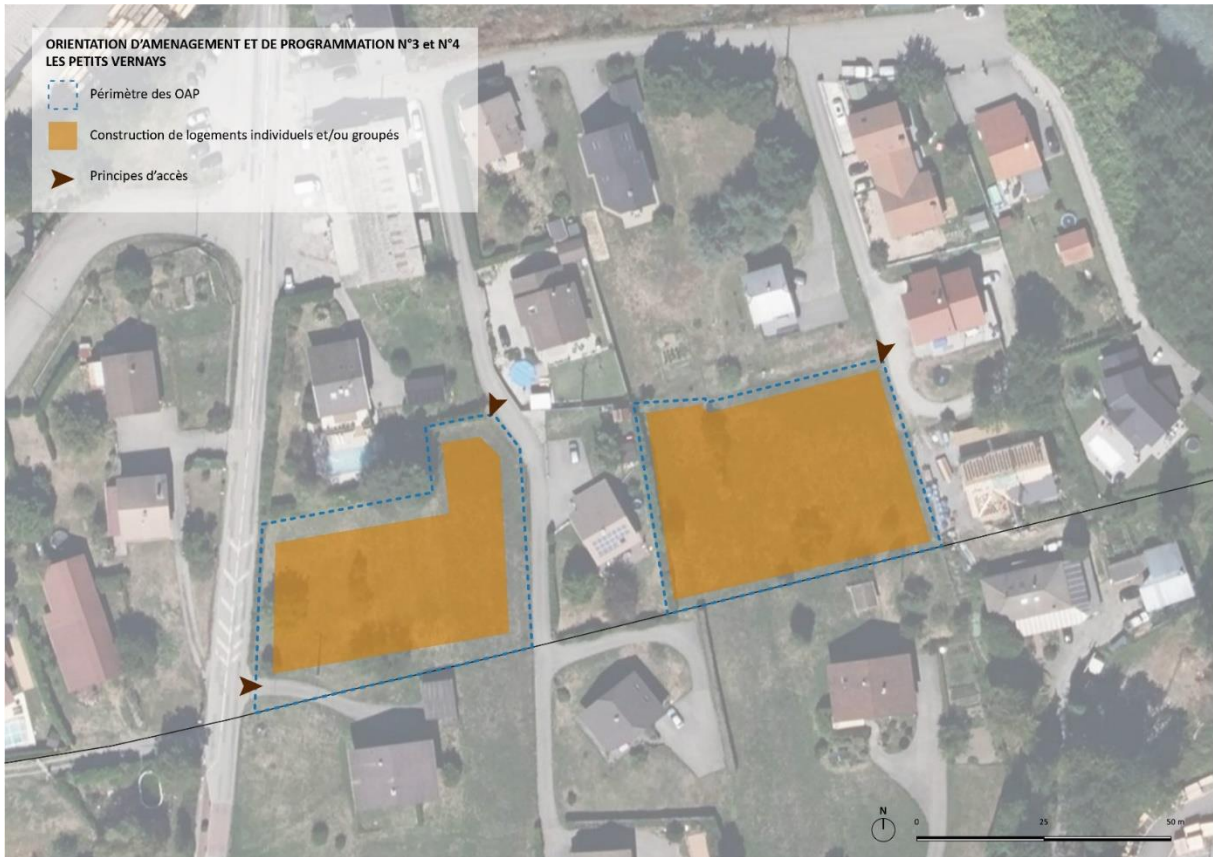 ORIENTATION D'AMENAGEMENT ET DE PROGRAMMATION N°3 et N°4
LES PETITS VERNAYS
Périmètre des OAP
Construction de logements individuels et/ou groupés
Principes d'accès
N
0 25 50 m